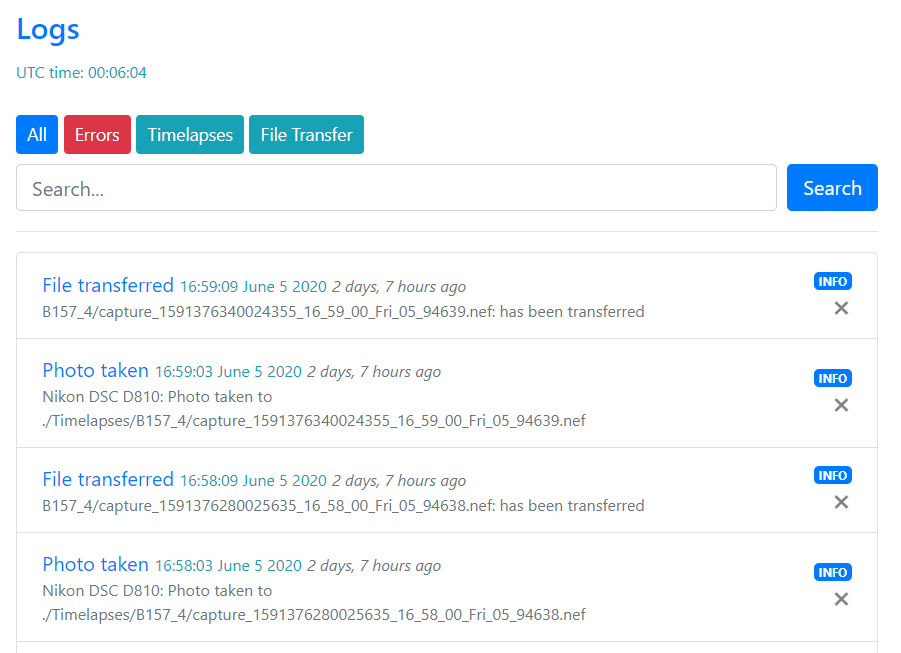 Logs
UTC time: 00:06:04
All Errors Timelapses File Transfer
Search... Search
File transferred 16:59:09 June 5 2020 2 days, 7 hours ago INFO
B157_4/capture_1591376340024355_16_59_00_Fri_05_94639.nef: has been transferred
Photo taken 16:59:03 June 5 2020 2 days, 7 hours ago INFO
Nikon DSC D810: Photo taken to
./Timelapses/B157_4/capture_1591376340024355_16_59_00_Fri_05_94639.nef
File transferred 16:58:09 June 5 2020 2 days, 7 hours ago INFO
B157_4/capture_1591376280025635_16_58_00_Fri_05_94638.nef: has been transferred
Photo taken 16:58:03 June 5 2020 2 days, 7 hours ago INFO
Nikon DSC D810: Photo taken to
./Timelapses/B157_4/capture_1591376280025635_16_58_00_Fri_05_94638.nef